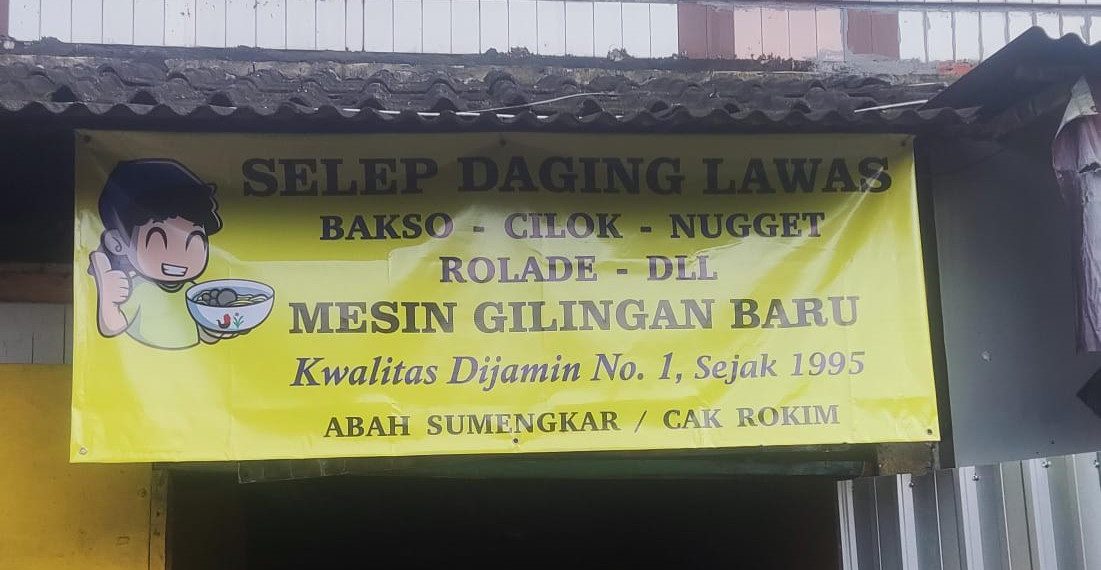 SELEP DAGING LAWAS
BAKSO - CILOK - NUGGET
ROLADE - DLL
MESIN GILINGAN BARU
Kwalitas Dijamin No. 1, Sejak 1995
ABAH SUMENGKAR / CAK ROKIM